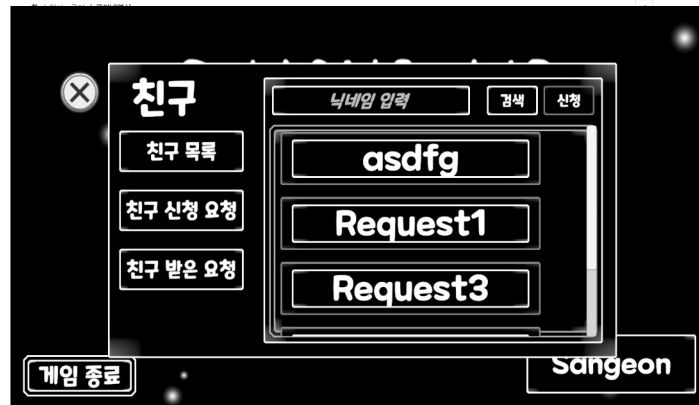 친구
닉네임 입력
검색
신청
친구 목록
친구 신청 요청
친구 받은 요청
asdfg
Request1
Request3
게임 종료
Sangeon